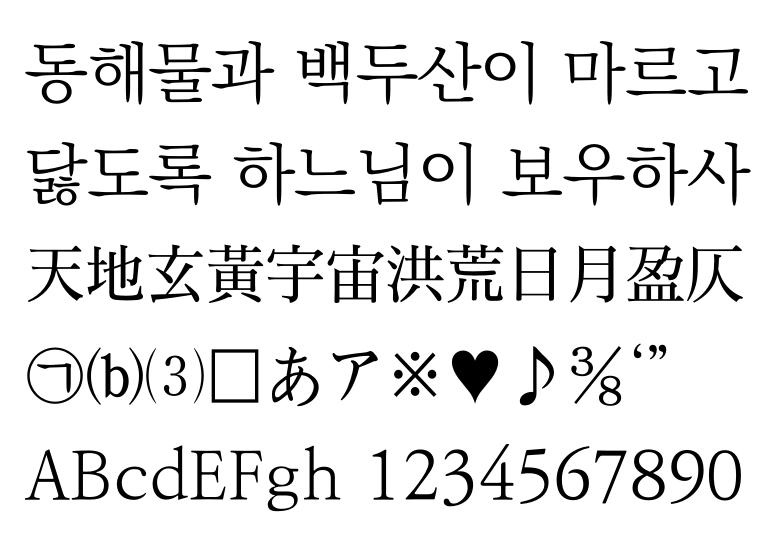 동해물과 백두산이 마르고
닳도록 하느님이 보우하사
天地玄黃宇宙洪荒日月盈仄
㉠⒝⑶□あア※♥♪⅜‘”
ABcdEFgh 1234567890